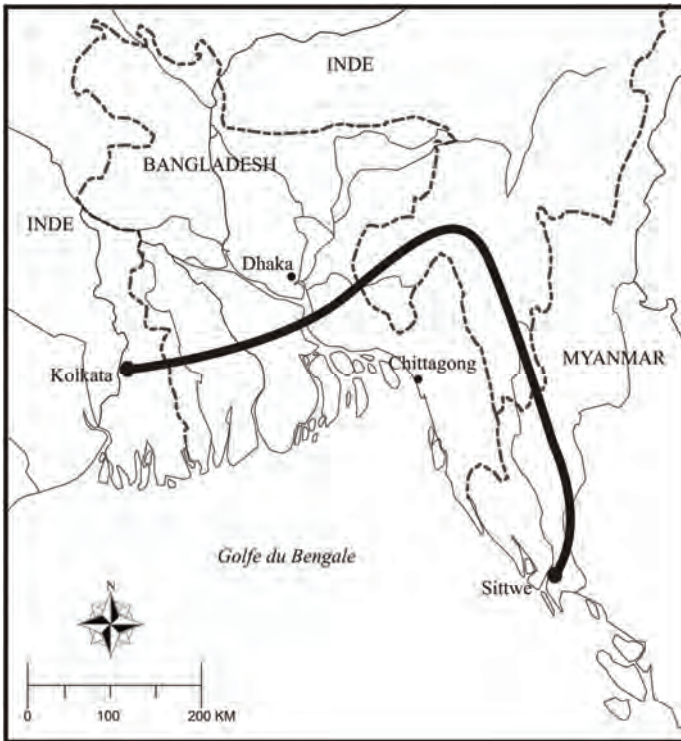 INDE
BANGLADESH
INDE
Dhaka
Kolkata
Chittagong
MYANMAR
Golfe du Bengale
Sittwe
N
0 100 200 KM